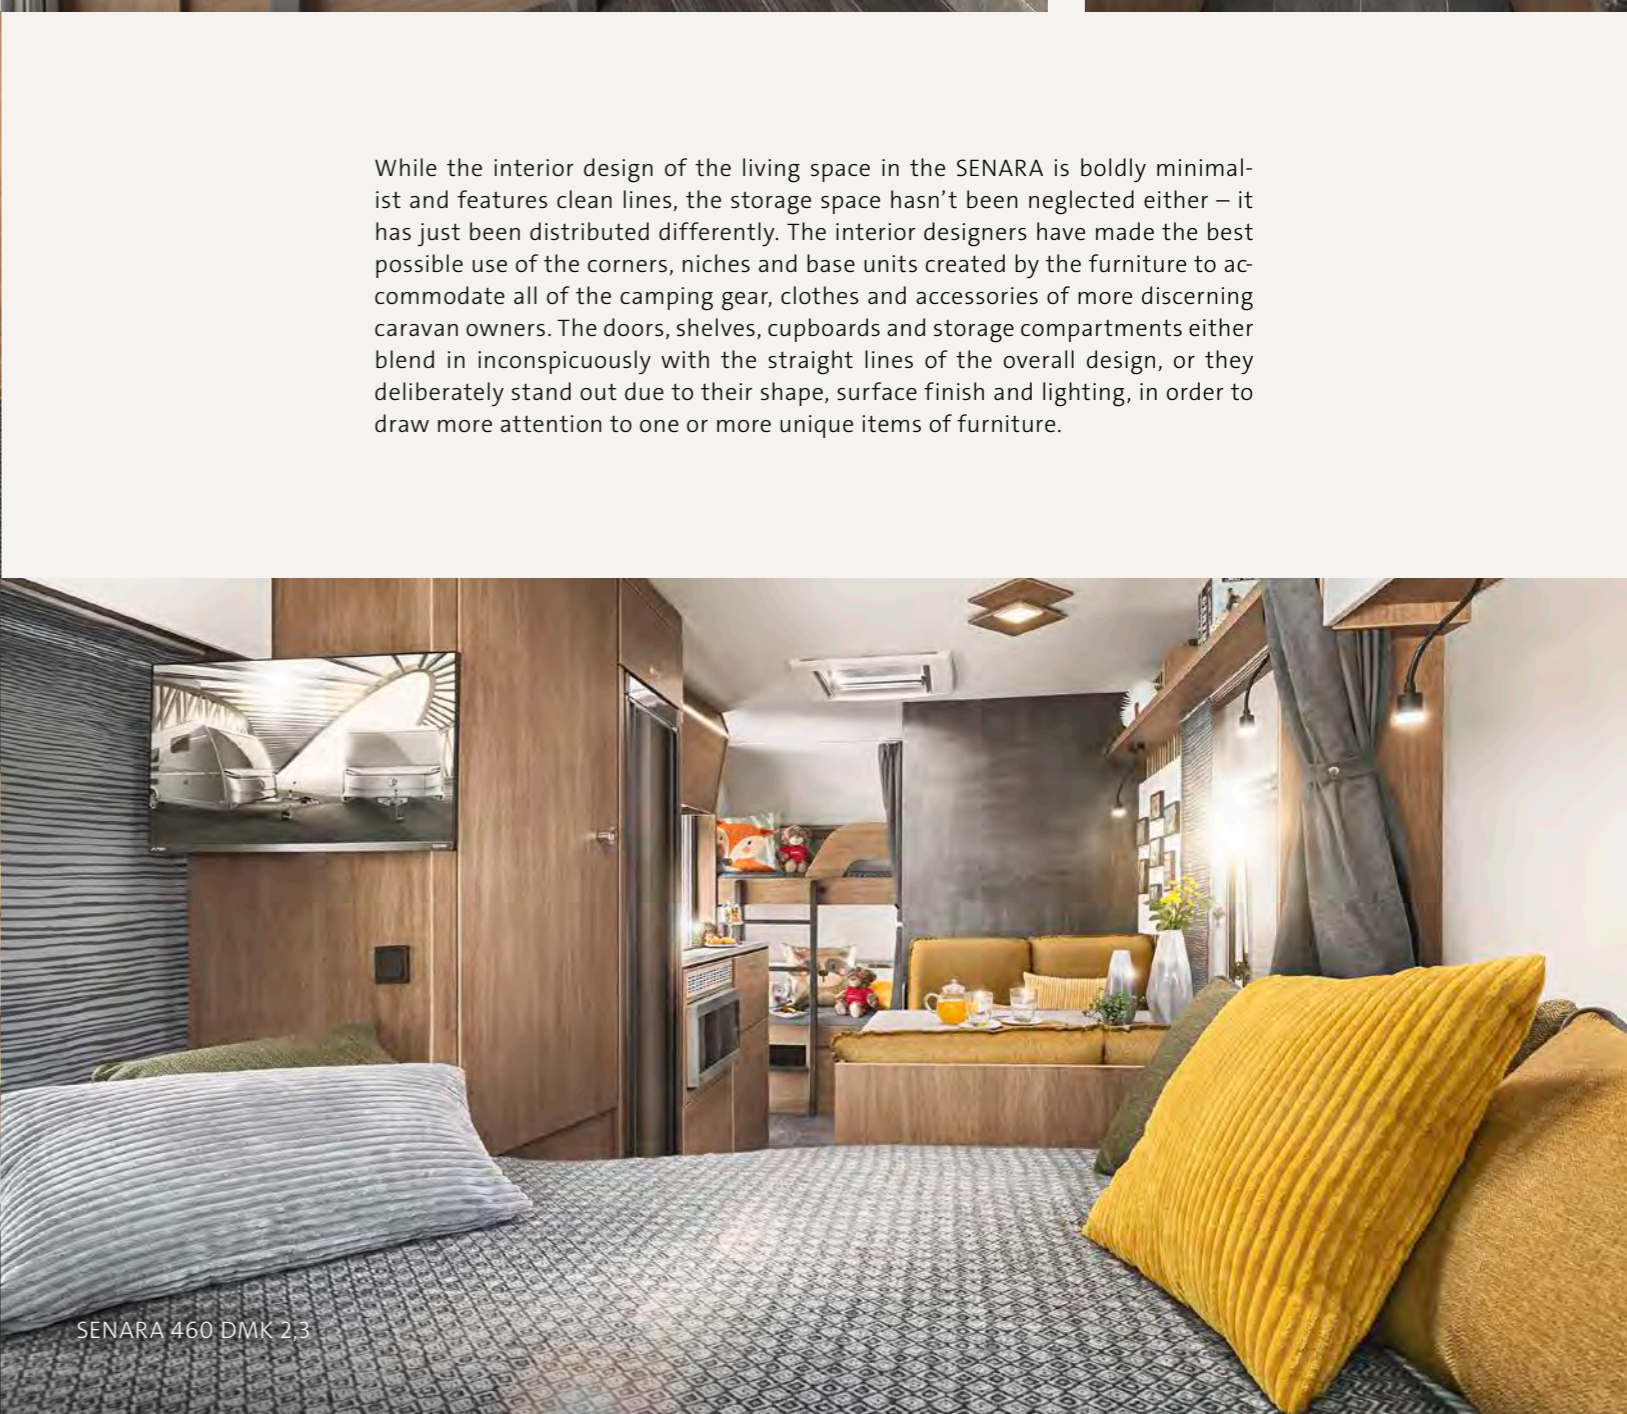 While the interior design of the living space in the SENARA is boldly minimal-
ist and features clean lines, the storage space hasn’t been neglected either – it
has just been distributed differently. The interior designers have made the best
possible use of the corners, niches and base units created by the furniture to ac-
commodate all of the camping gear, clothes and accessories of more discerning
caravan owners. The doors, shelves, cupboards and storage compartments either
blend in inconspicuously with the straight lines of the overall design, or they
deliberately stand out due to their shape, surface finish and lighting, in order to
draw more attention to one or more unique items of furniture.
SENARA 460 DMK 2,3